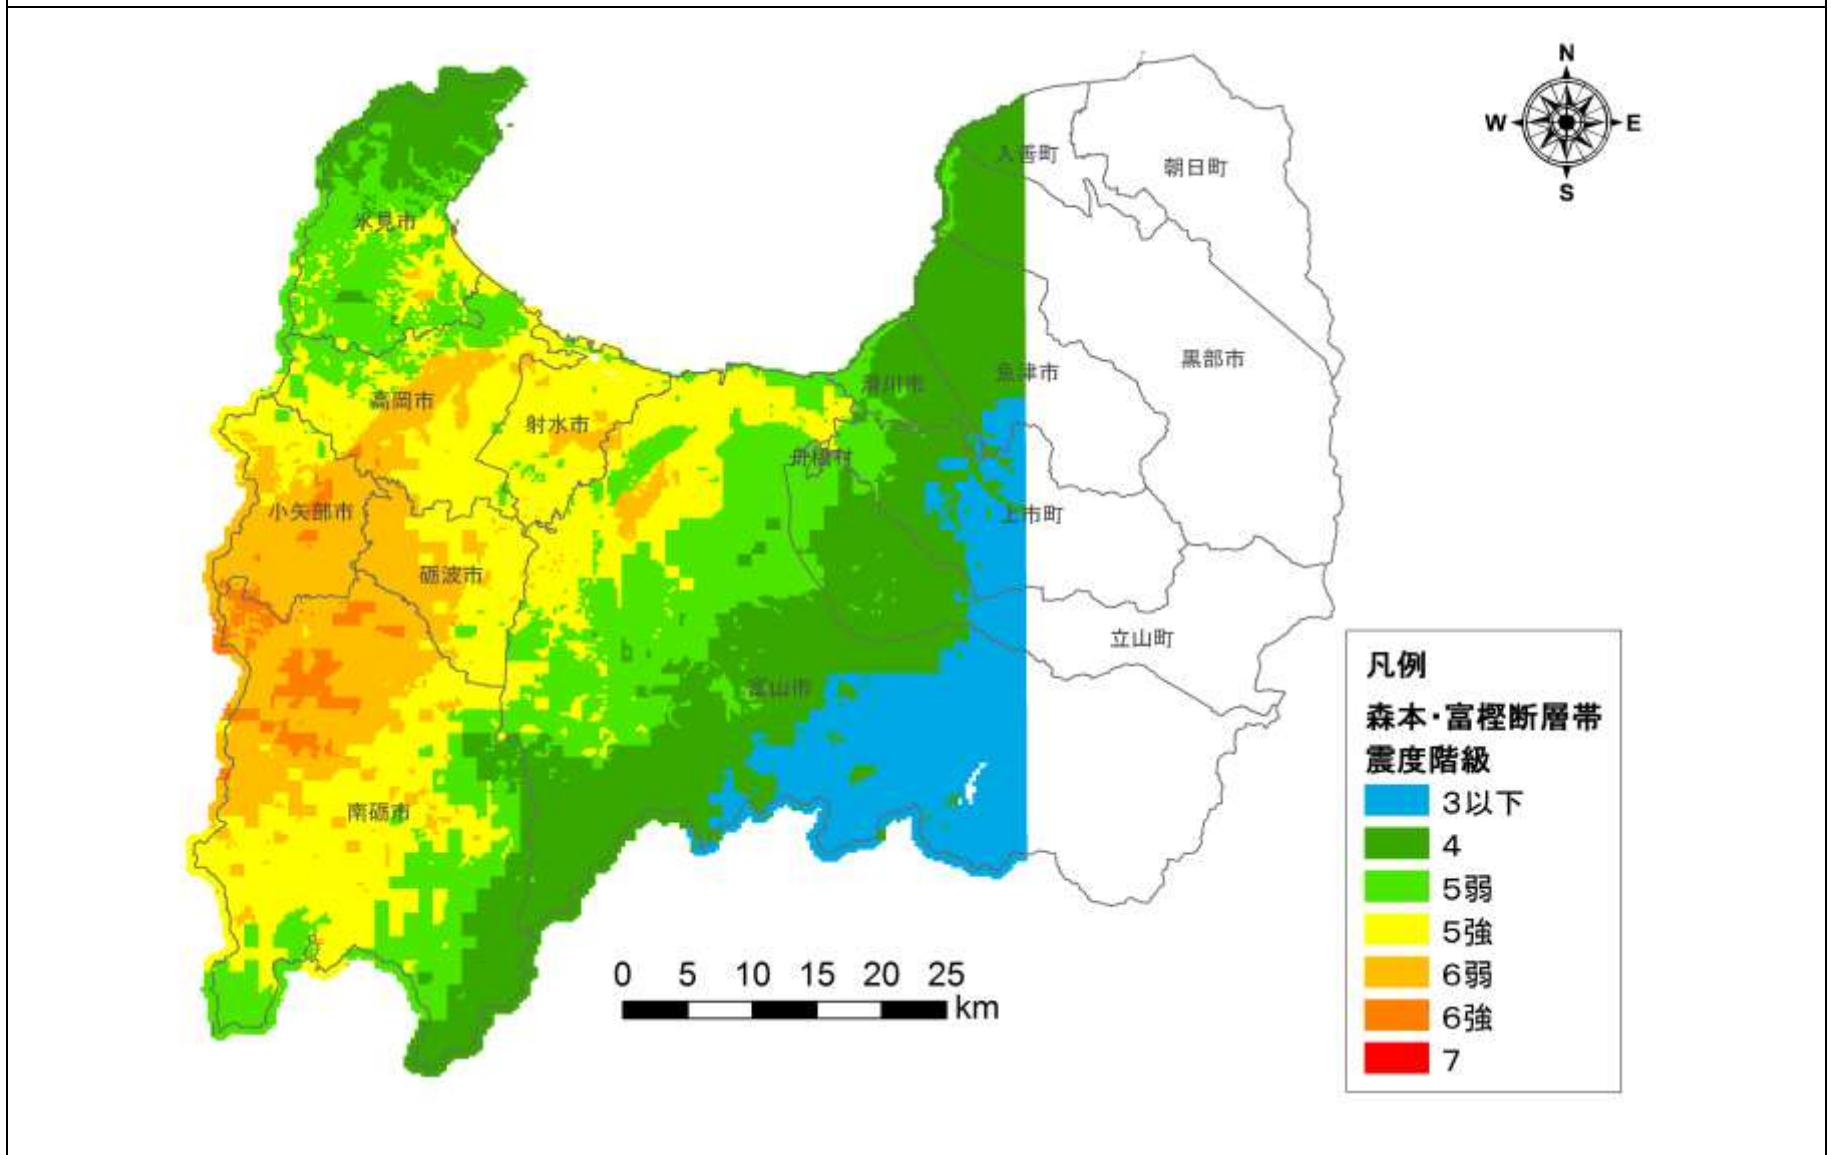 N
W
E
S
入善町
朝日町
氷見市
黒部市
魚津市
滑川市
高岡市
射水市
舟橋村
小矢部市
上市町
砺波市
立山町
富山市
南砺市
0 5 10 15 20 25
km
凡例
森本・富樫断層帯
震度階級
3以下
4
5弱
5強
6弱
6強
7